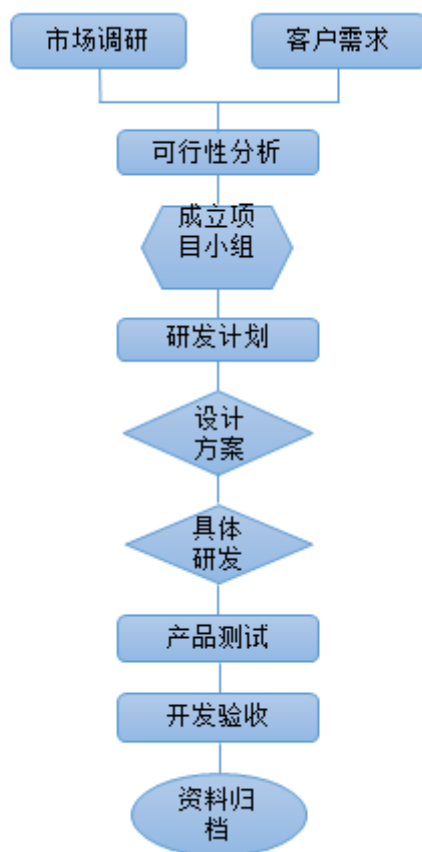 市场调研
客户需求
可行性分析
成立项
目小组
研发计划
设计
方案
具体
研发
产品测试
开发验收
资料归
档